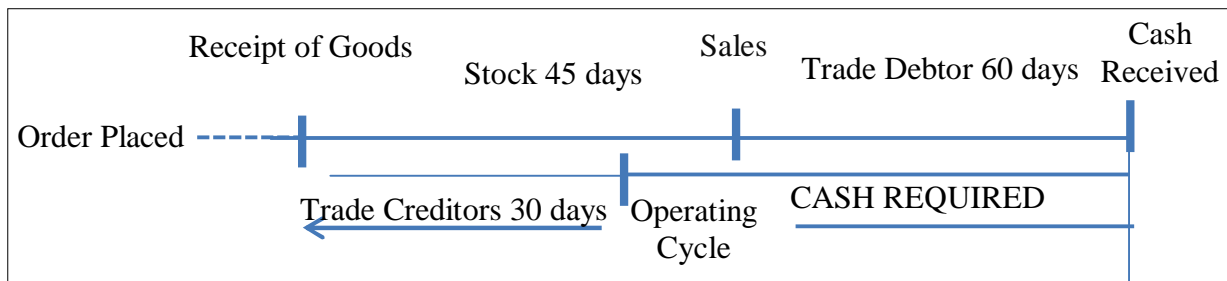 Receipt of Goods
Sales
Cash
Received
Stock 45 days
Trade Debtor 60 days
Order Placed
Trade Creditors 30 days
Operating
Cycle
CASH REQUIRED